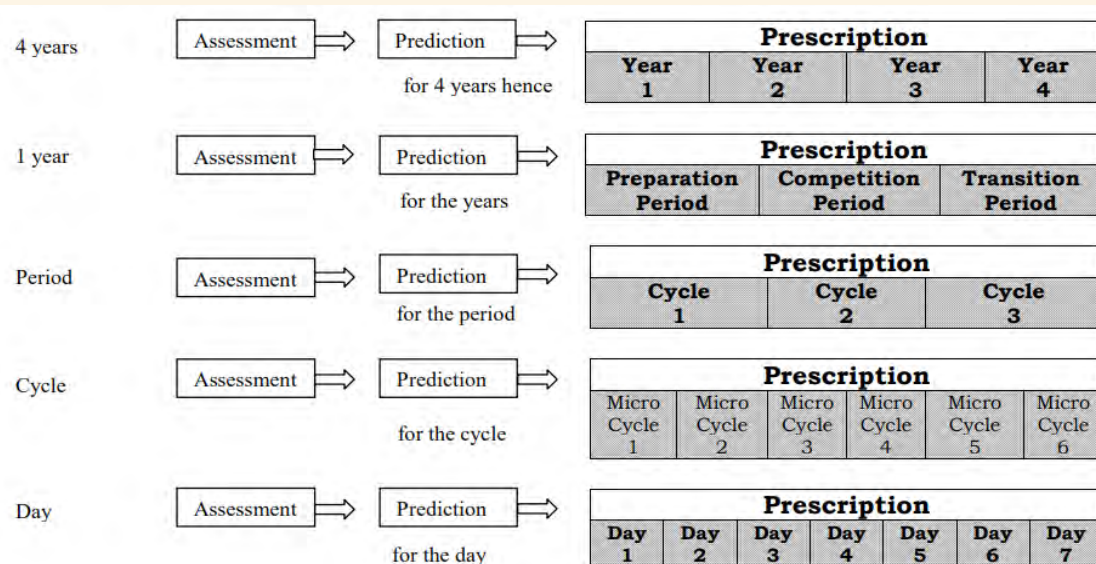 4 years
Assessment
Prediction
for 4 years hence
Prescription
Year Year Year Year
1 2 3 4
1 year
Assessment
Prediction
for the years
Prescription
Preparation Competition Transition
Period Period Period
Period
Assessment
Prediction
for the period
Prescription
Cycle Cycle Cycle
1 2 3
Cycle
Assessment
Prediction
for the cycle
Prescription
Micro Micro Micro Micro Micro Micro
Cycle Cycle Cycle Cycle Cycle Cycle
1 2 3 4 5 6
Day
Assessment
Prediction
for the day
Prescription
Day Day Day Day Day Day Day
1 2 3 4 5 6 7